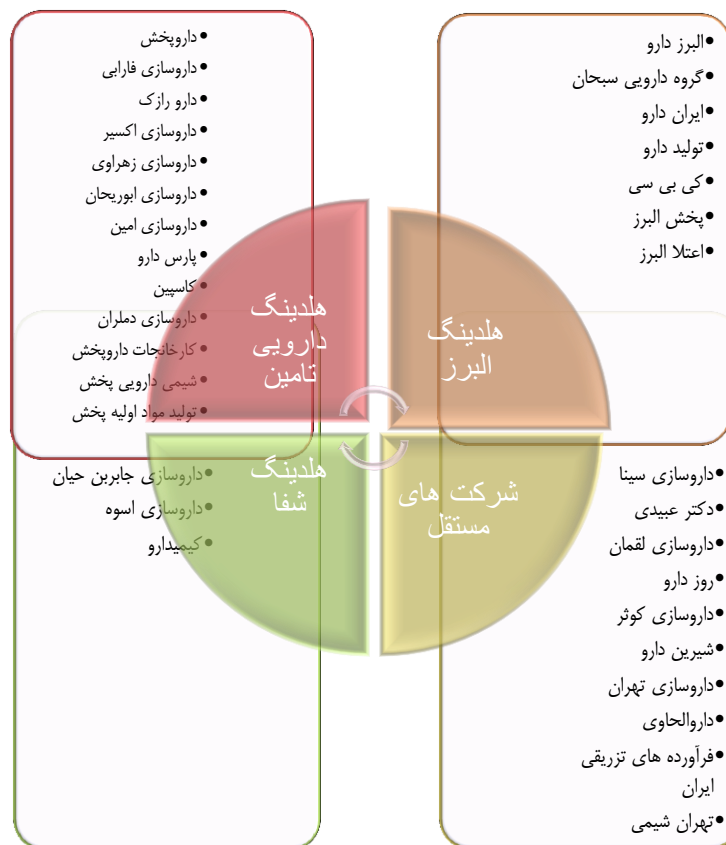 البرز دارو
گروه دارویی سبحان
ایران دارو
تولید دارو
کی بی سی
پخش البرز
اعتلا البرز
داروپخش
داروسازی فارابی
دارو رازک
داروسازی اکسیر
داروسازی زهراوی
داروسازی ابوریحان
داروسازی امین
پارس دارو
کاسپین
داروسازی دملران
کارخانجات داروپخش
شیمی دارویی پخش
تولید مواد اولیه پخش
هلدینگ
البرز
هلدینگ
دارویی
تامین
شرکت های
مستقل
هلدینگ
شفا
داروسازی سینا
دکتر عبیدی
داروسازی لقمان
روز دارو
داروسازی کوثر
شیرین دارو
داروسازی تهران
داروالحاوی
فرآورده های تزریقی
ایران
تهران شیمی
داروسازی جابربن حیان
داروسازی اسوه
کیمیدارو